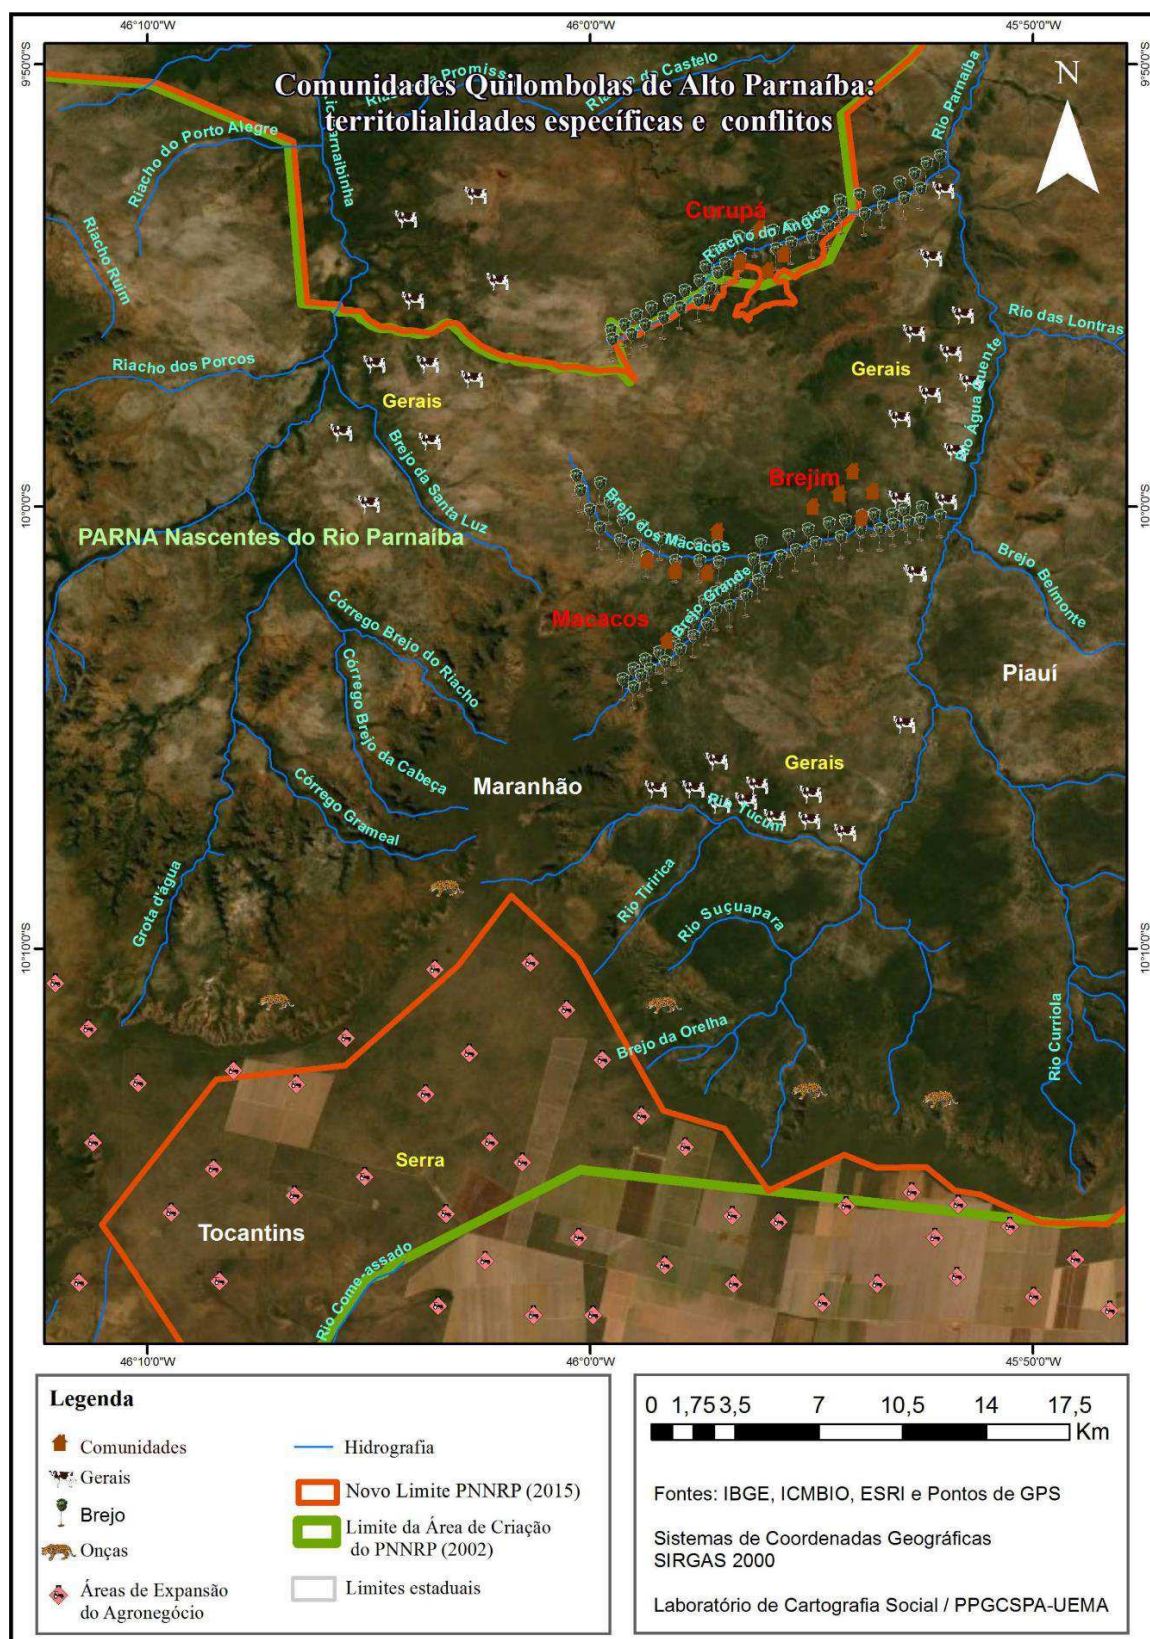 46°10'0"W
46°0'0"W
45°50'0"W
9°50'0"S
9°50'0"S
Comunidades Quilombolas de Alto Parnaíba:
territolialidades específicas e conflitos
N
Castelo
Rio Parnaíba
Riacho do Porto Alegre
Riacho Ruim
Curupá
Riacho do Angico
Rio das Lontras
Riacho dos Porcos
Gerais
Gerais
Rio Água Quente
Brejo da Santa Luz
Brejim
10°0'0"S
10°0'0"S
PARNA Nascentes do Rio Parnaíba
Brejo dos Macacos
Brejo Belmonte
Macacos
Brejo Grande
Córrego Brejo do Riacho
Piauí
Córrego Brejo da Cabeça
Gerais
Maranhão
Rio Tucum
Córrego Grameal
Rio Tiririca
Rio Suçuapara
Grota d'água
10°10'0"S
10°10'0"S
Brejo da Orelha
Rio Curriola
Serra
Tocantins
Rio Come-assado
46°10'0"W
46°0'0"W
45°50'0"W
Legenda
Comunidades
Gerais
Brejo
Onças
Áreas de Expansão
do Agronegócio
Hidrografia
Novo Limite PNNRP (2015)
Limite da Área de Criação
do PNNRP (2002)
Limites estaduais
0 1,75 3,5 7 10,5 14 17,5
Km
Fontes: IBGE, ICMBIO, ESRI e Pontos de GPS
Sistemas de Coordenadas Geográficas
SIRGAS 2000
Laboratório de Cartografia Social / PPGCSPA-UEMA